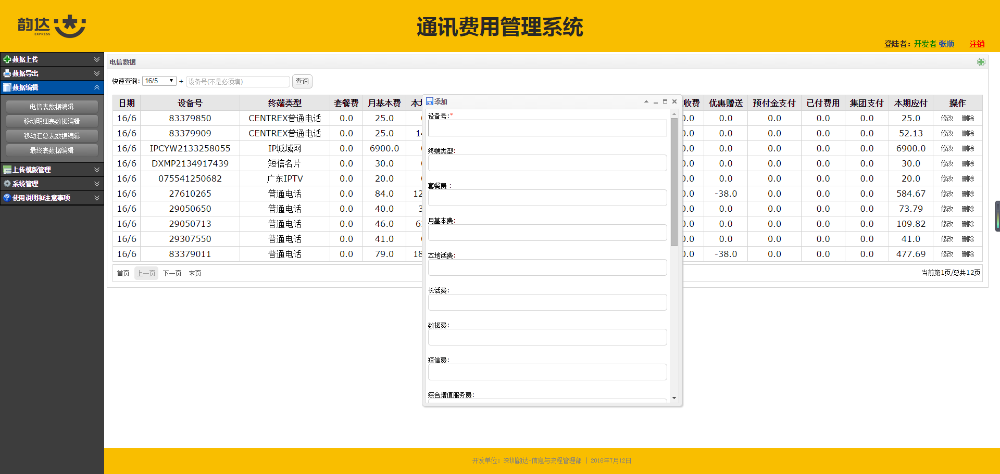 韵达
EXPRESS
通讯费用管理系统
登陆者：开发者 张顺 注销
数据上传
数据导出
数据编辑
电信表数据编辑
移动明细表数据编辑
移动汇总表数据编辑
最终表数据编辑
上传模版管理
系统管理
使用说明和注意事项
电信数据
快速查询: 16/5 + 设备号(不是必须填) 查询
日期 设备号 终端类型 套餐费 月基本费 收费 优惠赠送 预付金支付 已付费用 集团支付 本期应付 操作
16/6 83379850 CENTREX普通电话 0.0 25.0 0.0 0.0 0.0 0.0 0.0 25.0 修改 删除
16/6 83379909 CENTREX普通电话 0.0 25.0 14 0.0 0.0 0.0 0.0 0.0 52.13 修改 删除
16/6 IPCYW2133258055 IP城域网 0.0 6900.0 0.0 0.0 0.0 0.0 0.0 6900.0 修改 删除
16/6 DXMP2134917439 短信名片 0.0 30.0 0.0 0.0 0.0 0.0 0.0 30.0 修改 删除
16/6 075541250682 广东IPTV 0.0 20.0 0.0 0.0 0.0 0.0 0.0 20.0 修改 删除
16/6 27610265 普通电话 0.0 84.0 12 0.0 -38.0 0.0 0.0 0.0 584.67 修改 删除
16/6 29050650 普通电话 0.0 40.0 0.0 0.0 0.0 0.0 0.0 73.79 修改 删除
16/6 29050713 普通电话 0.0 46.0 6. 0.0 0.0 0.0 0.0 0.0 109.82 修改 删除
16/6 29307550 普通电话 0.0 41.0 0.0 0.0 0.0 0.0 0.0 41.0 修改 删除
16/6 83379011 普通电话 0.0 79.0 18 0.0 -38.0 0.0 0.0 0.0 477.69 修改 删除
首页 上一页 下一页 末页 当前第1页/总共12页
添加
设备号:*
终端类型:
套餐费 :
月基本费:
本地话费:
长话费:
数据费:
短信费:
综合增值服务费:
开发单位：深圳韵达-信息与流程管理部 | 2016年7月12日